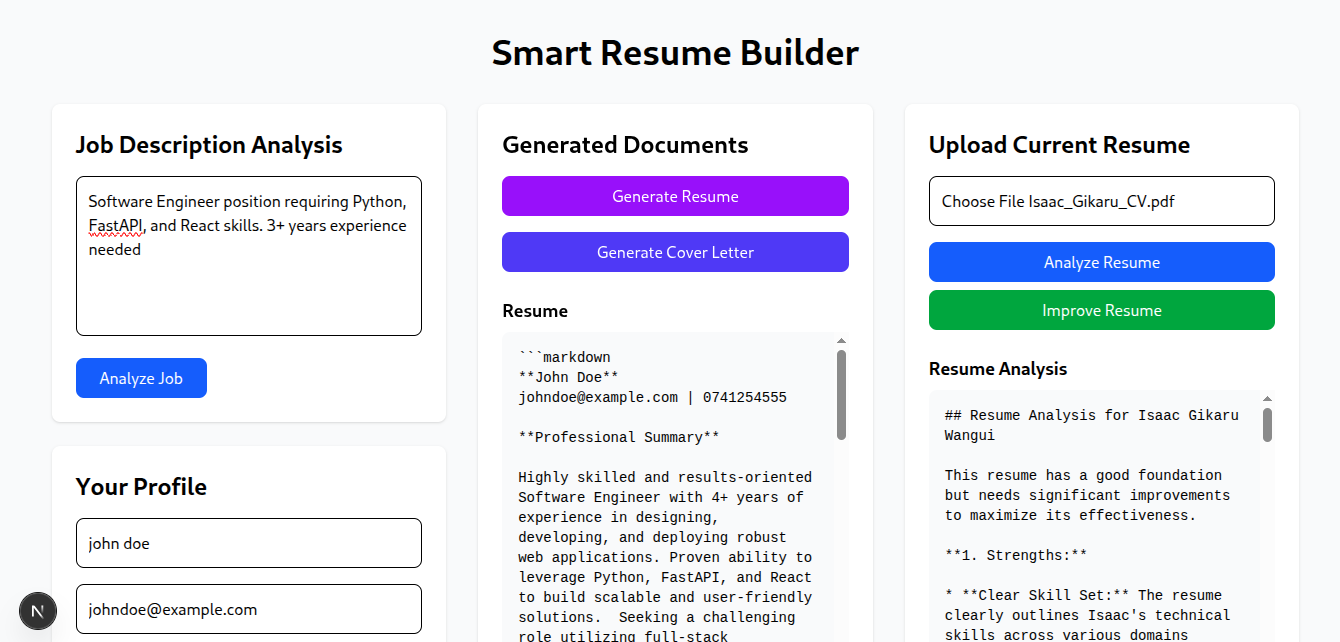 Smart Resume Builder
Job Description Analysis
Software Engineer position requiring Python,
FastAPI, and React skills. 3+ years experience
needed
Analyze Job
Your Profile
john doe
johndoe@example.com
N
Generated Documents
Generate Resume
Generate Cover Letter
Resume
```markdown
**John Doe**
johndoe@example.com | 0741254555
**Professional Summary**
Highly skilled and results-oriented
Software Engineer with 4+ years of
experience in designing,
developing, and deploying robust
web applications. Proven ability to
leverage Python, FastAPI, and React
to build scalable and user-friendly
solutions.  Seeking a challenging
role utilizing full-stack
Upload Current Resume
Choose File Isaac_Gikaru_CV.pdf
Analyze Resume
Improve Resume
Resume Analysis
## Resume Analysis for Isaac Gikaru
Wangui
This resume has a good foundation
but needs significant improvements
to maximize its effectiveness.
**1. Strengths:**
* **Clear Skill Set:** The resume
clearly outlines Isaac's technical
skills across various domains